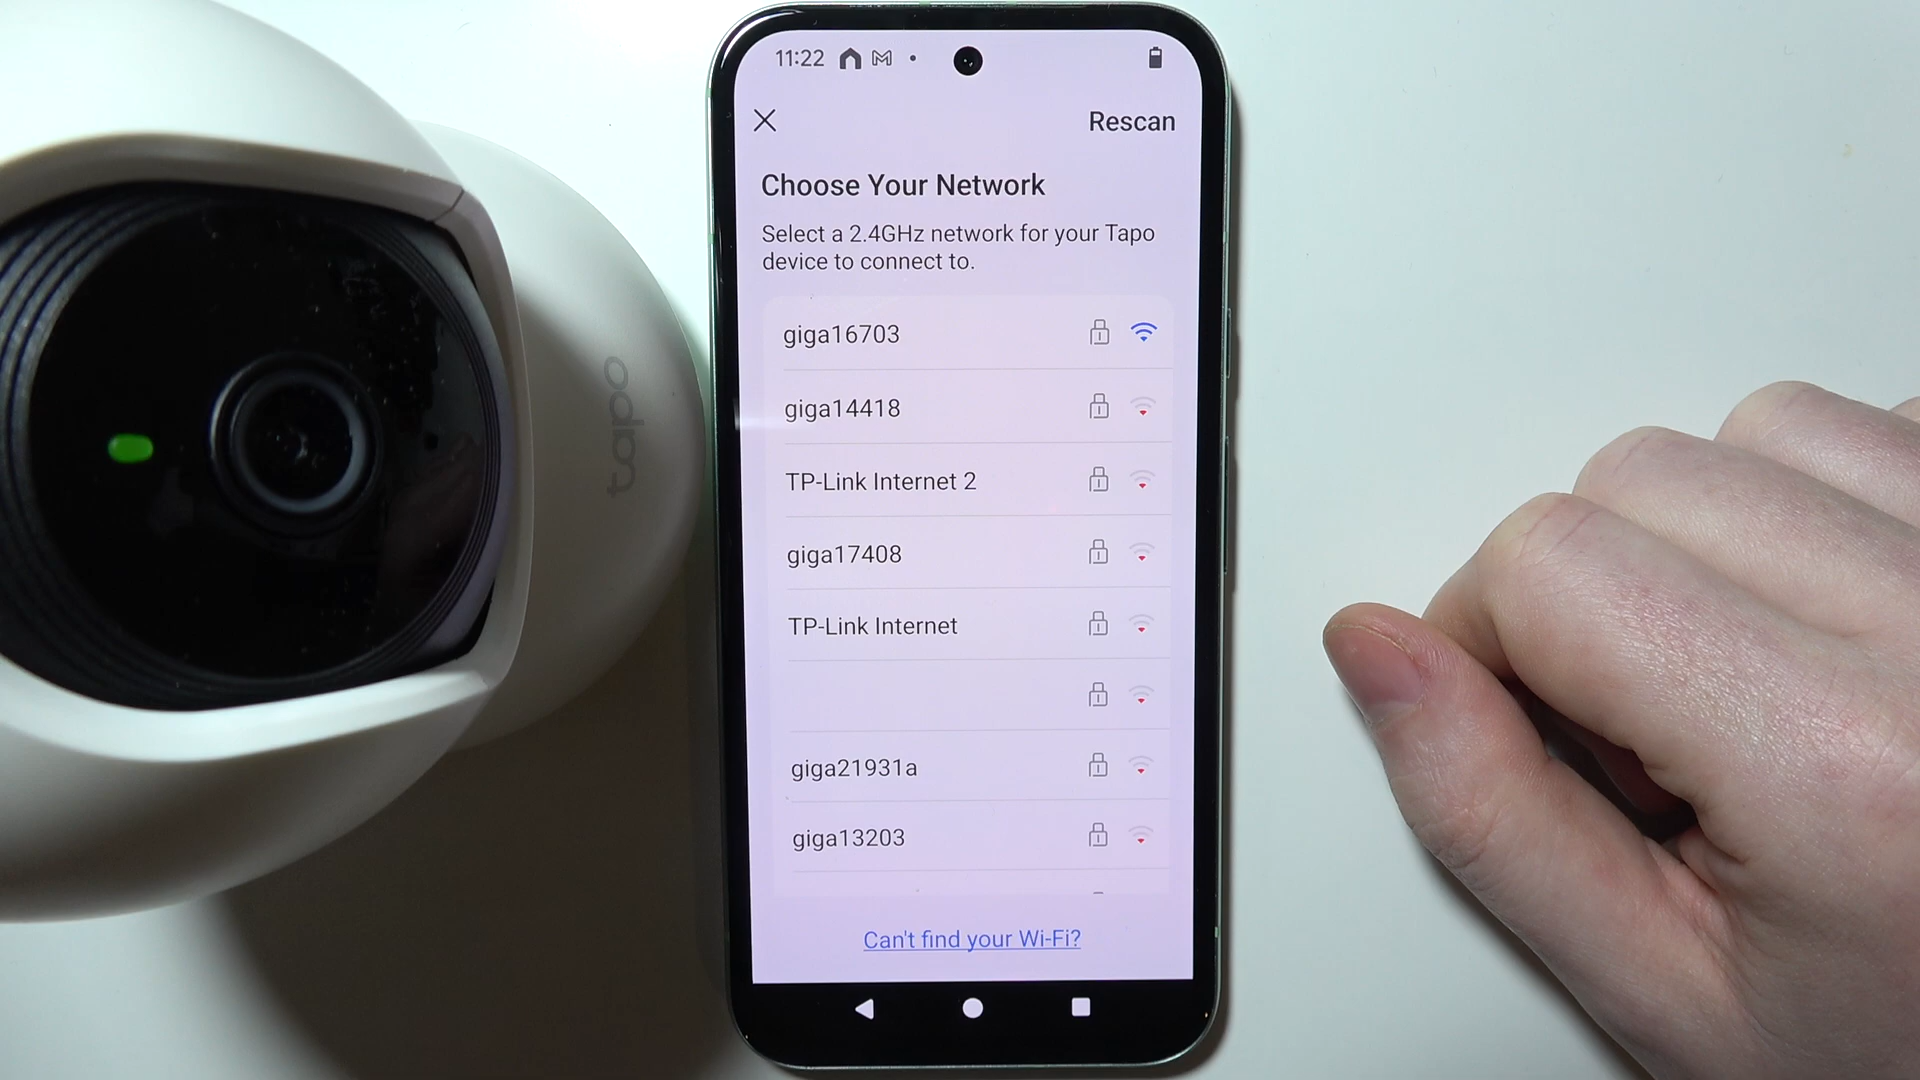 tapo
11:22
Rescan
Choose Your Network
Select a 2.4GHz network for your Tapo
device to connect to.
giga16703
giga14418
TP-Link Internet 2
giga17408
TP-Link Internet
giga21931a
giga13203
Can't find your Wi-Fi?